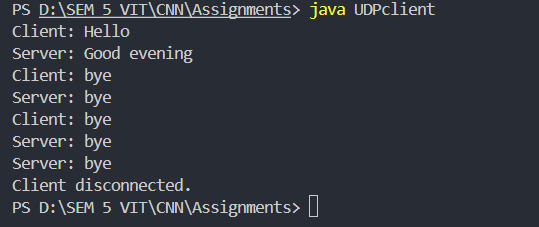 PS D:\SEM 5 VIT\CNN\Assignments> java UDPclient
Client: Hello
Server: Good evening
Client: bye
Server: bye
Client: bye
Server: bye
Server: bye
Client disconnected.
PS D:\SEM 5 VIT\CNN\Assignments>